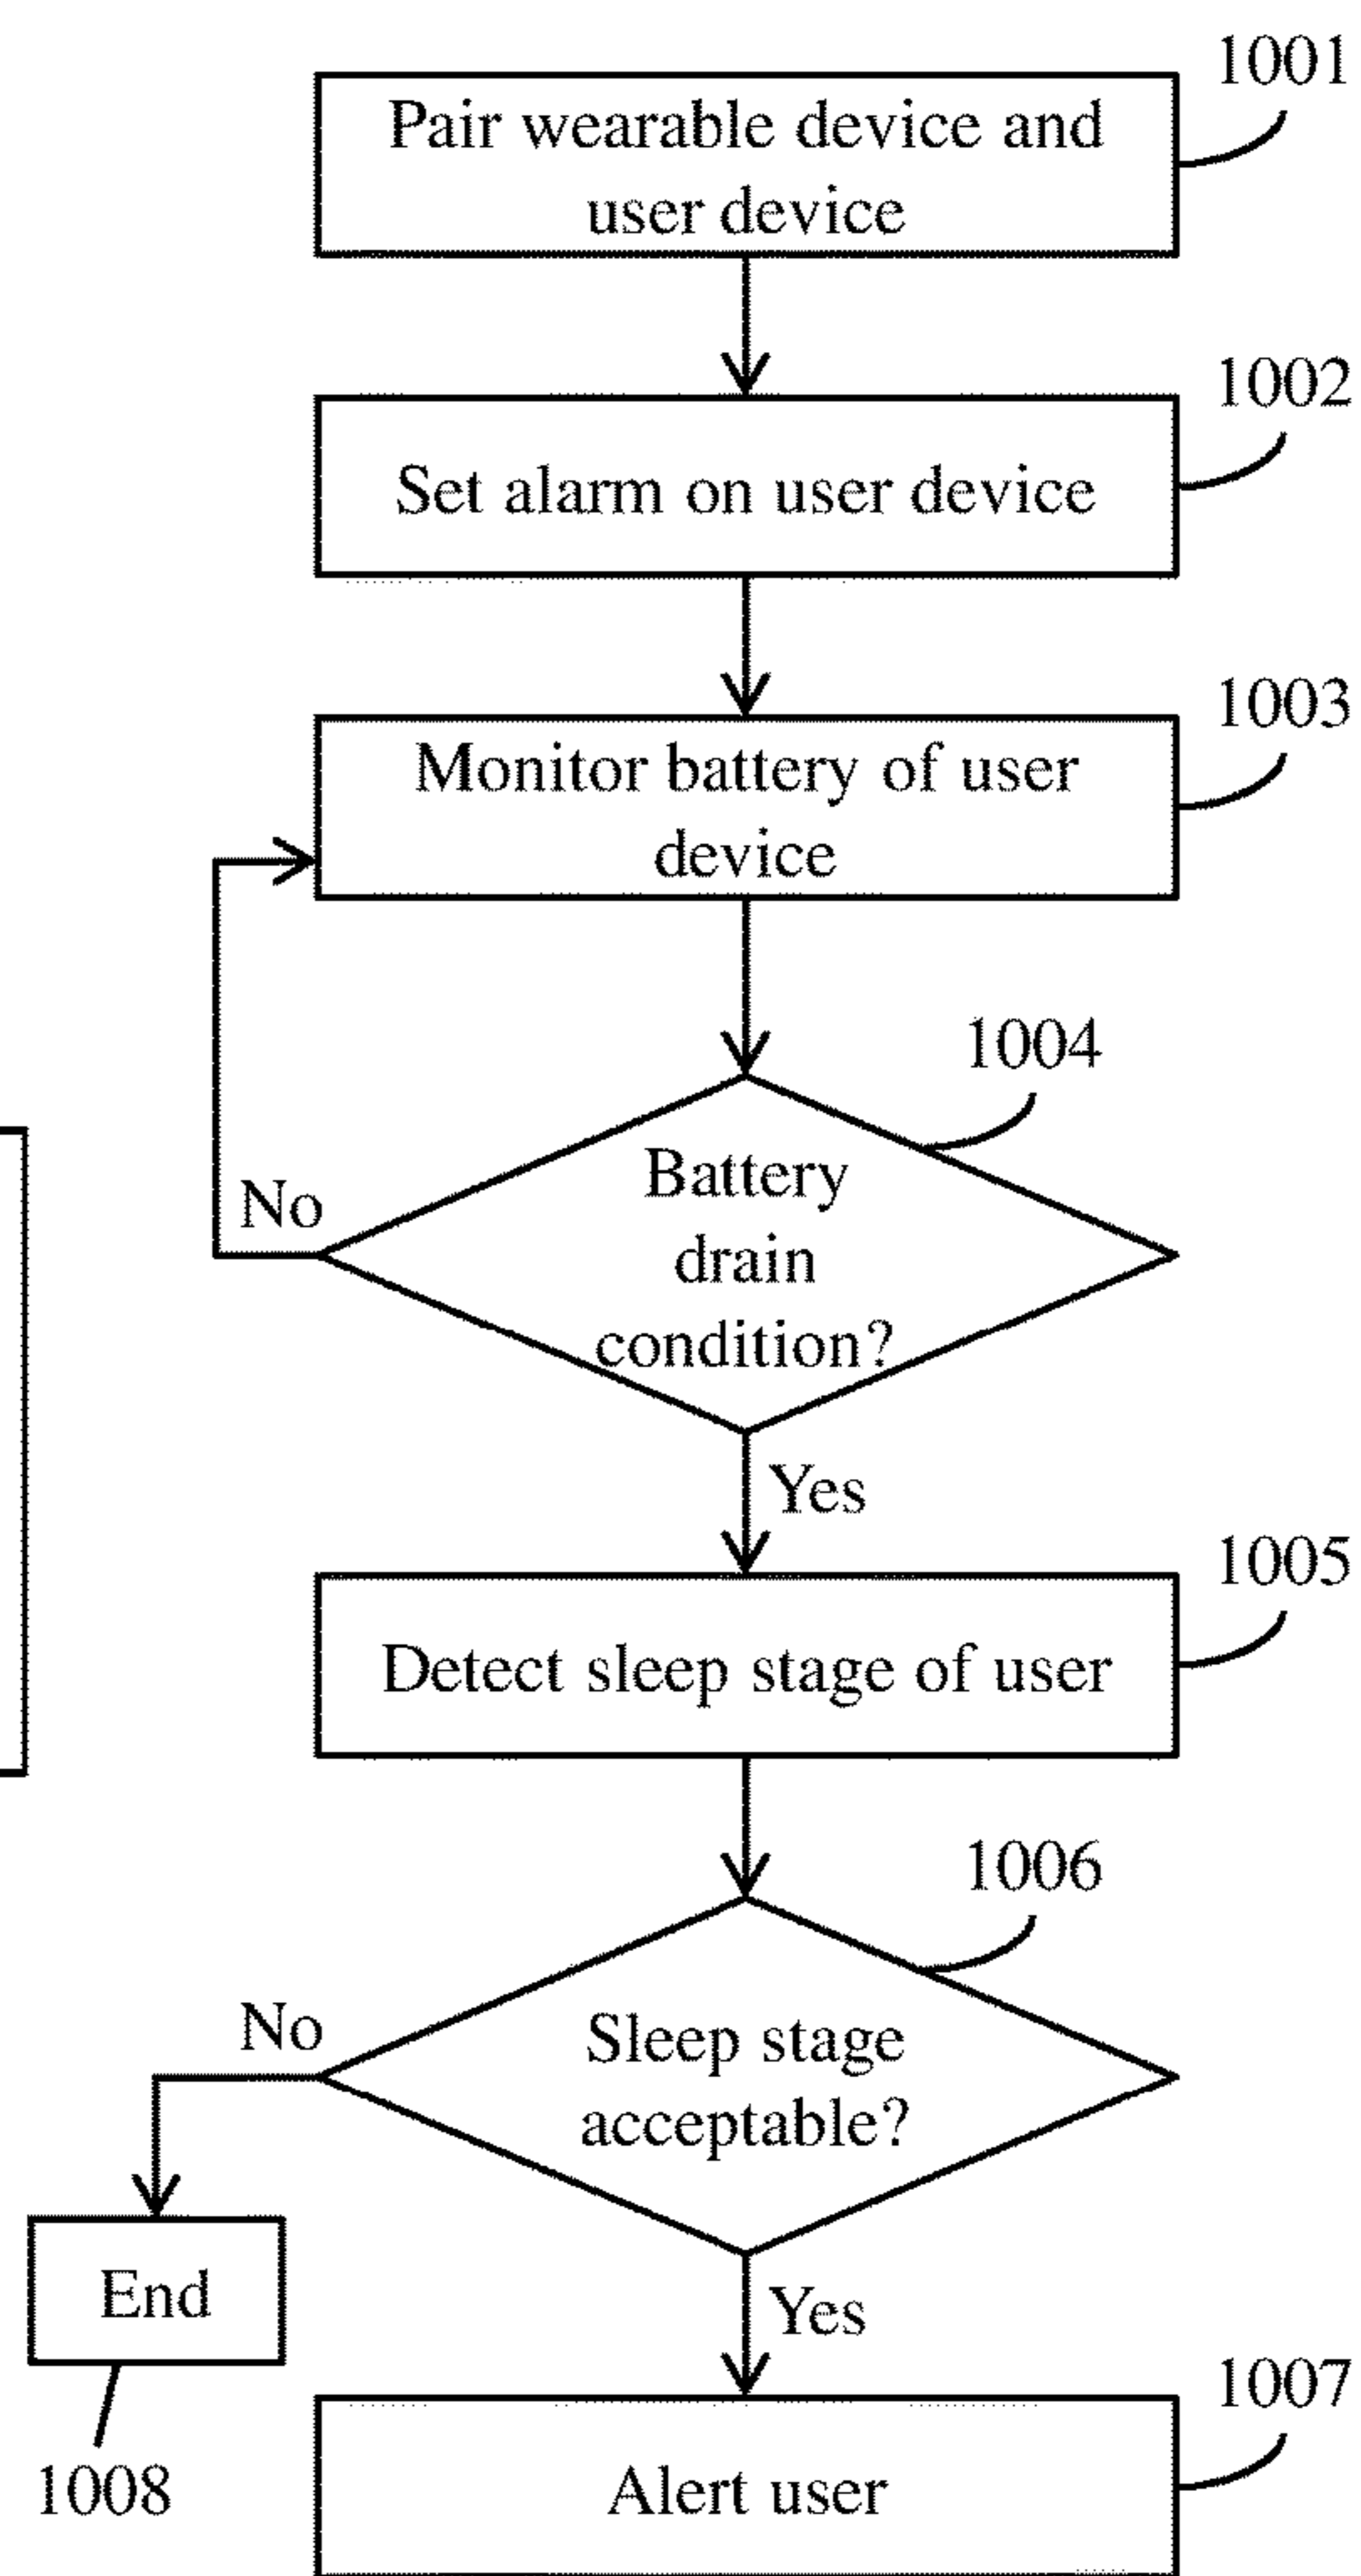 1001
Pair wearable device and
user device
1002
Set alarm on user device
1003
Monitor battery of user
device
1004
Battery
drain
condition?
No
Yes
1005
Detect sleep stage of user
1006
Sleep stage
acceptable?
No
End
1008
Yes
1007
Alert user